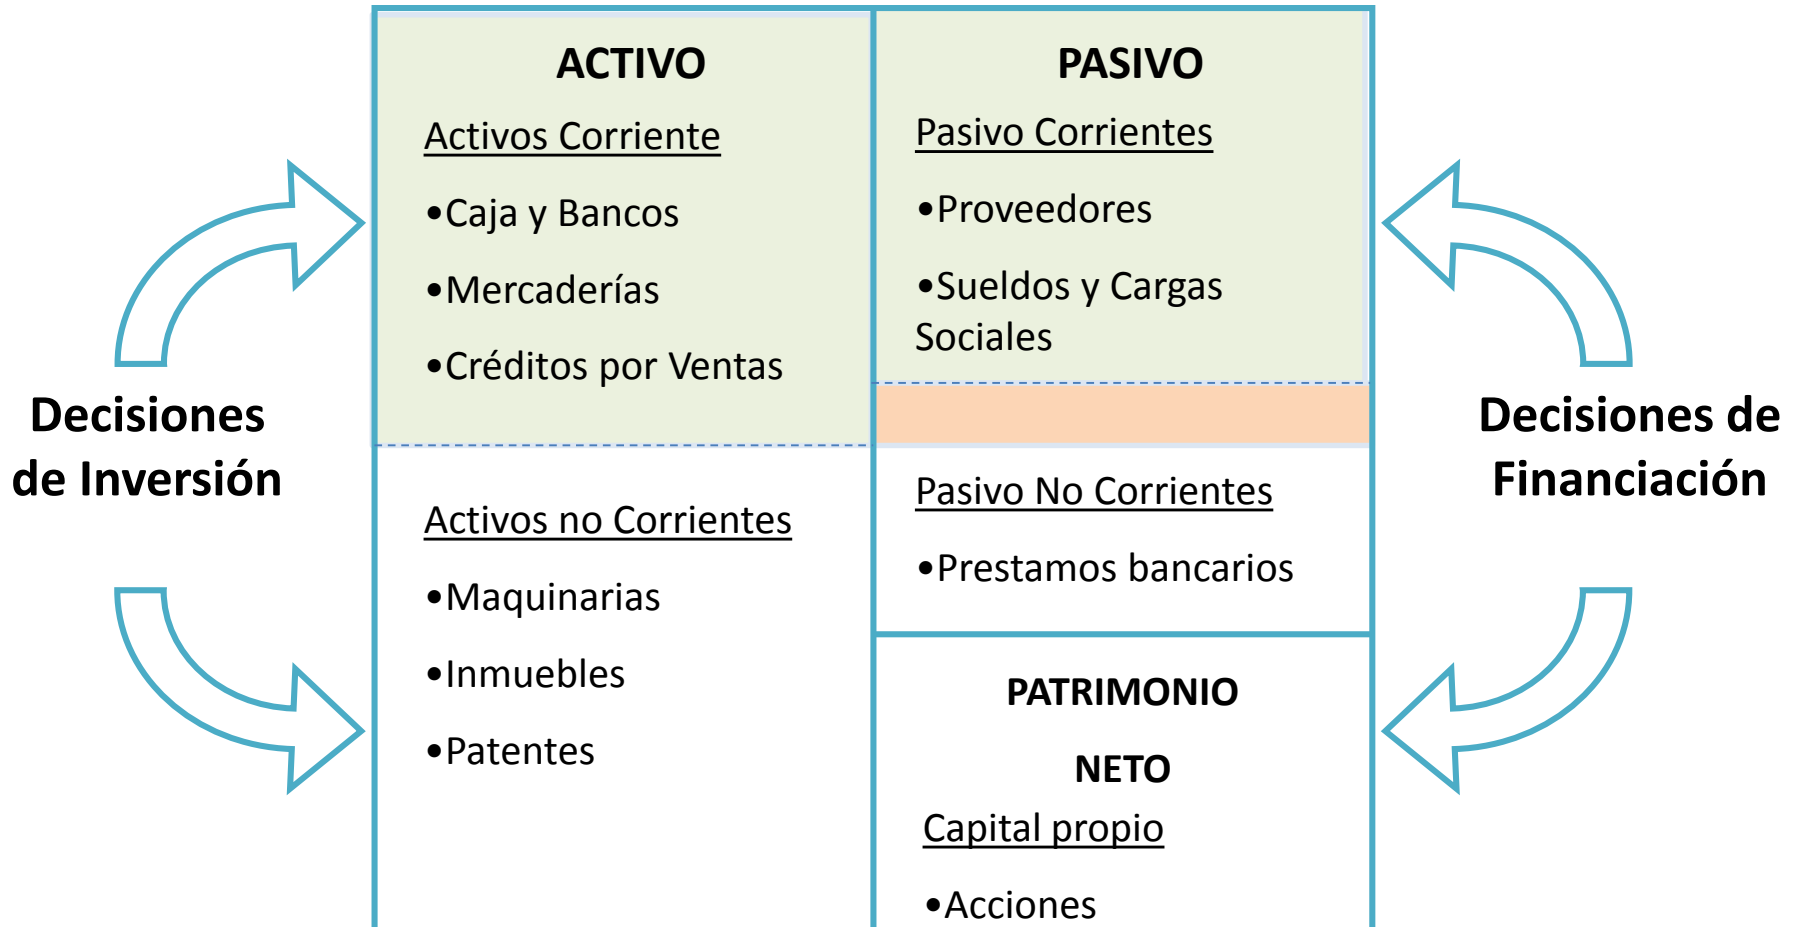 ACTIVO
Activos Corriente
•Caja y Bancos
•Mercaderías
•Créditos por Ventas
Activos no Corrientes
•Maquinarias
•Inmuebles
•Patentes
PASIVO
Pasivo Corrientes
•Proveedores
•Sueldos y Cargas
Sociales
Pasivo No Corrientes
•Prestamos bancarios
PATRIMONIO
NETO
Capital propio
•Acciones
Decisiones
de Inversión
Decisiones de
Financiación